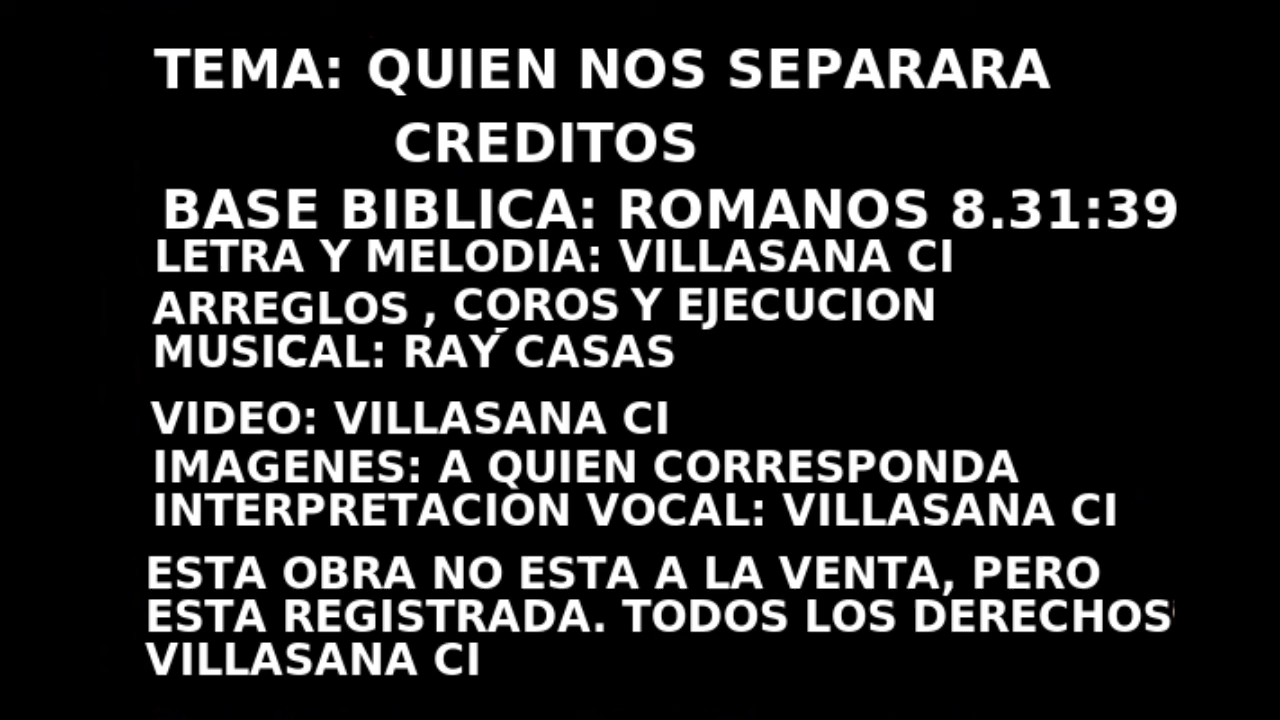 TEMA: QUIEN NOS SEPARARA
CREDITOS
BASE BIBLICA: ROMANOS 8.31:39
LETRA Y MELODIA: VILLASANA CI
ARREGLOS , COROS Y EJECUCION
MUSICAL: RAY CASAS
VIDEO: VILLASANA CI
IMAGENES: A QUIEN CORRESPONDA
INTERPRETACION VOCAL: VILLASANA CI
ESTA OBRA NO ESTA A LA VENTA, PERO
ESTA REGISTRADA. TODOS LOS DERECHOS
VILLASANA CI